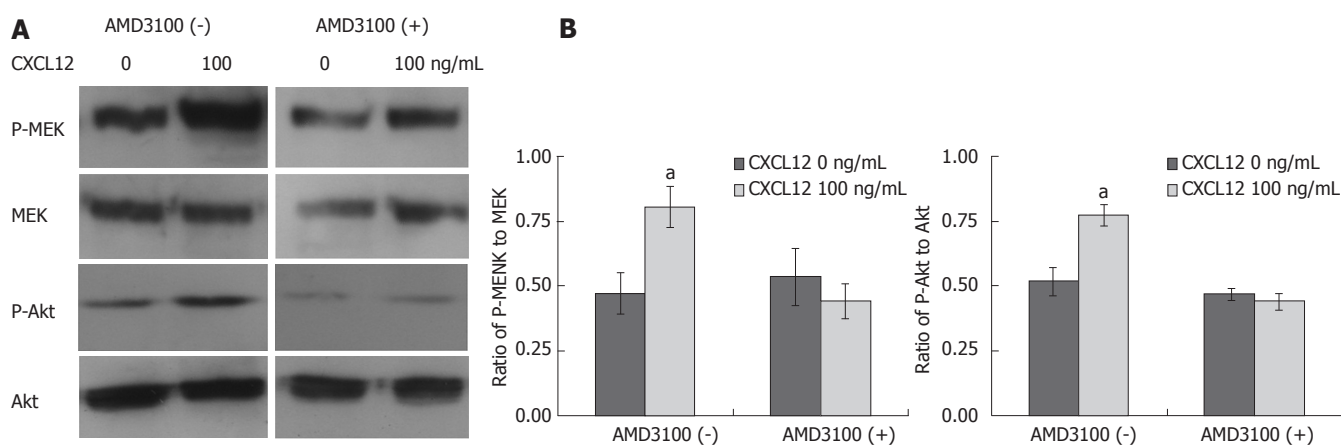 A
AMD3100 (-) AMD3100 (+)
CXCL12 0 100 0 100 ng/mL
P-MEK
MEK
P-Akt
Akt
B
Ratio of P-MENK to MEK
1.00
0.75
0.50
0.25
0.00
CXCL12 0 ng/mL
CXCL12 100 ng/mL
a
AMD3100 (-) AMD3100 (+)
Ratio of P-Akt to Akt
1.00
0.75
0.50
0.25
0.00
CXCL12 0 ng/mL
CXCL12 100 ng/mL
a
AMD3100 (-) AMD3100 (+)